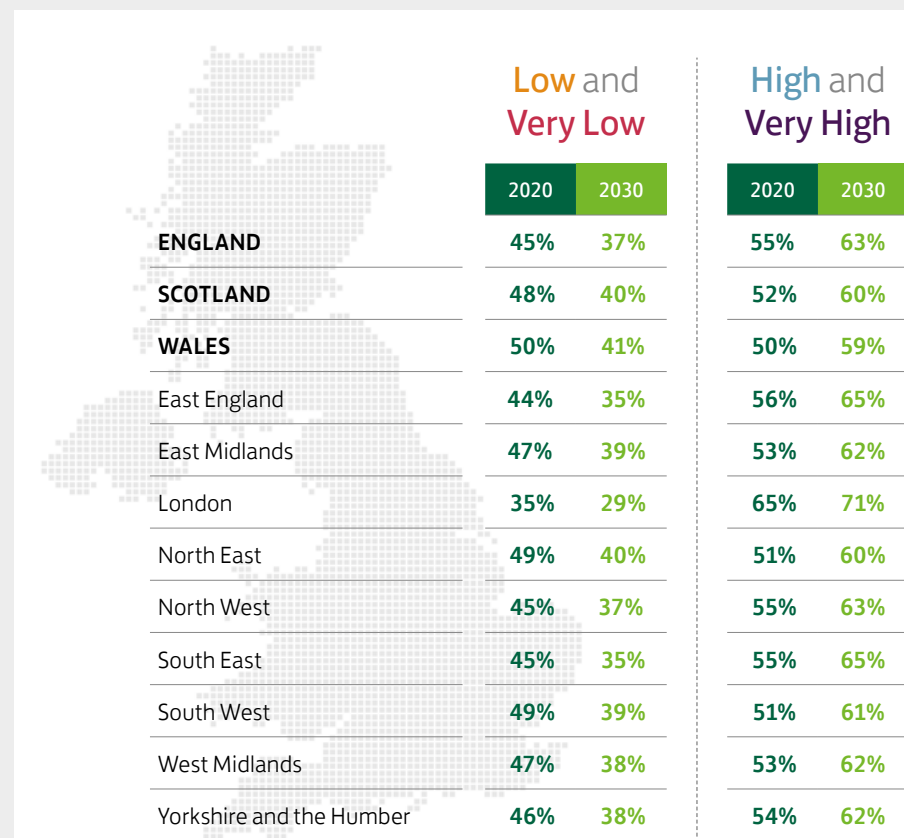 Low and High and
Very Low Very High
2020 2030 2020 2030
ENGLAND 45% 37% 55% 63%
SCOTLAND 48% 40% 52% 60%
WALES 50% 41% 50% 59%
East England 44% 35% 56% 65%
East Midlands 47% 39% 53% 62%
London 35% 29% 65% 71%
North East 49% 40% 51% 60%
North West 45% 37% 55% 63%
South East 45% 35% 55% 65%
South West 49% 39% 51% 61%
West Midlands 47% 38% 53% 62%
Yorkshire and the Humber 46% 38% 54% 62%